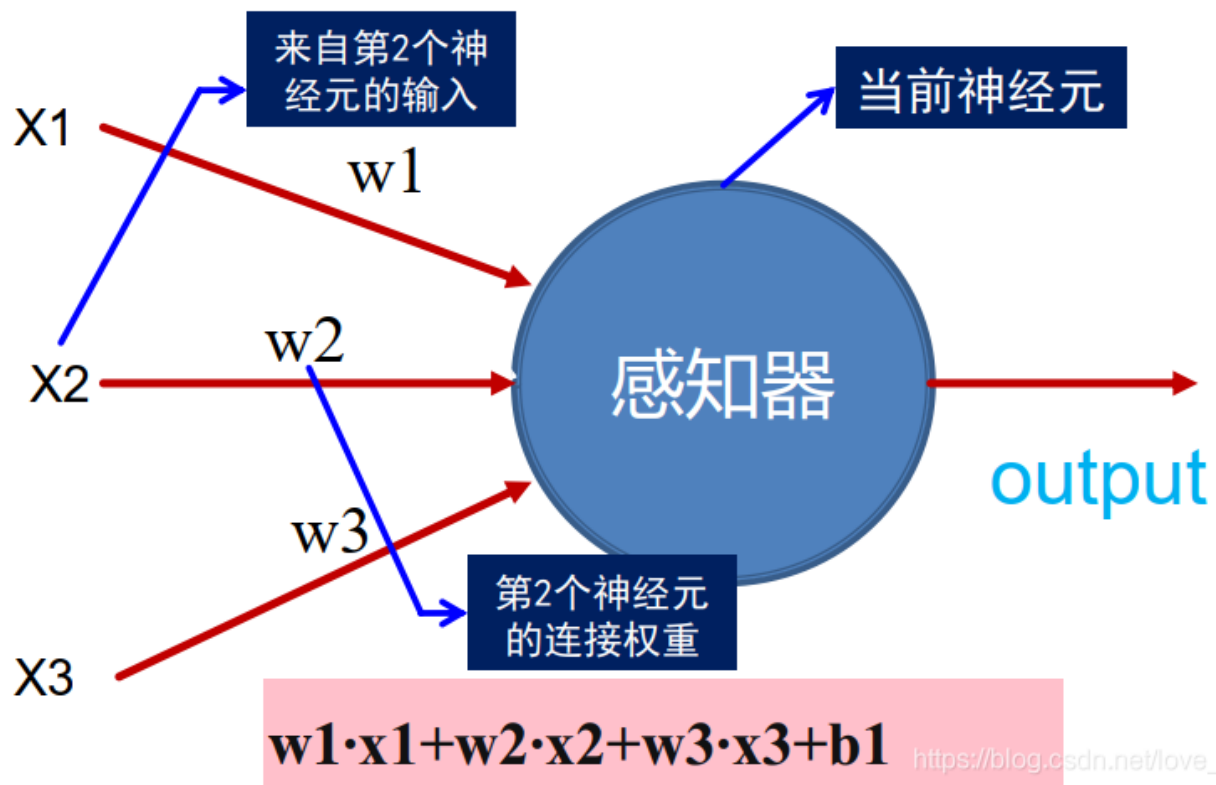 来自第2个神
经元的输入
当前神经元
X1
w1
w2
X2
感知器
output
w3
第2个神经元
的连接权重
X3
w1·x1+w2·x2+w3·x3+b1
https://blog.csdn.net/love_